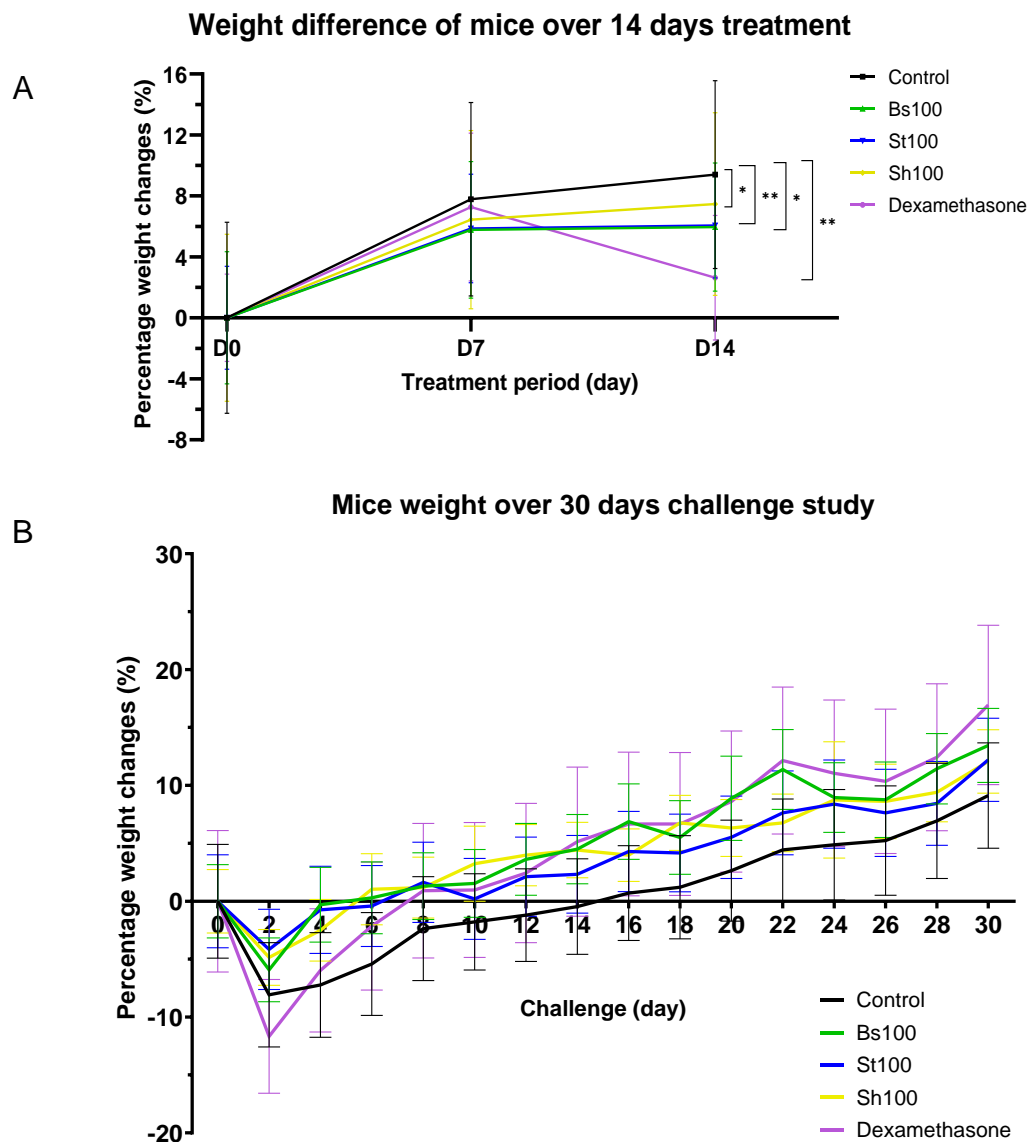 Weight difference of mice over 14 days treatment
A
Percentage weight changes (%)
16
12
8
4
0
-4
-8
D0
D7
D14
Treatment period (day)
*
**
*
**
Control
Bs100
St100
Sh100
Dexamethasone
Mice weight over 30 days challenge study
B
Percentage weight changes (%)
30
20
10
0
-10
-20
0 2 4 6 8 10 12 14 16 18 20 22 24 26 28 30
Challenge (day)
Control
Bs100
St100
Sh100
Dexamethasone